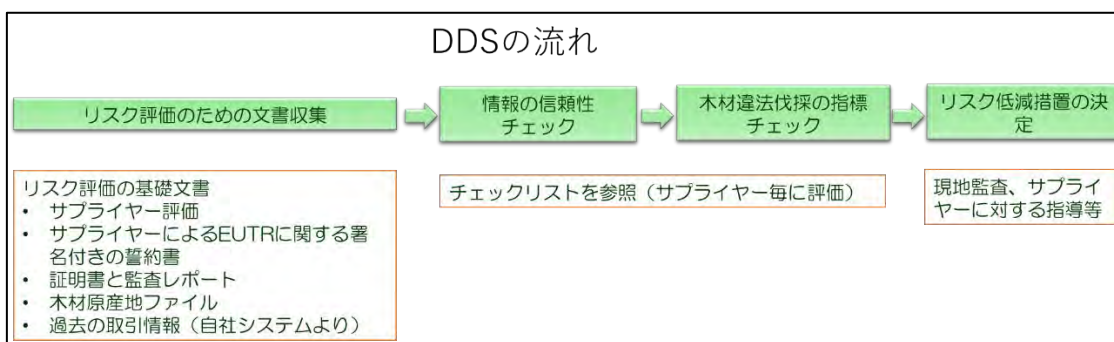 DDSの流れ
リスク評価のための文書収集
情報の信頼性
チェック
木材違法伐採の指標
チェック
リスク低減措置の決
定
リスク評価の基礎文書
• サプライヤー評価
• サプライヤーによるEUTRに関する署
名付きの誓約書
• 証明書と監査レポート
• 木材原産地ファイル
• 過去の取引情報（自社システムより）
チェックリストを参照（サプライヤー毎に評価）
現地監査、サプライ
ヤーに対する指導等